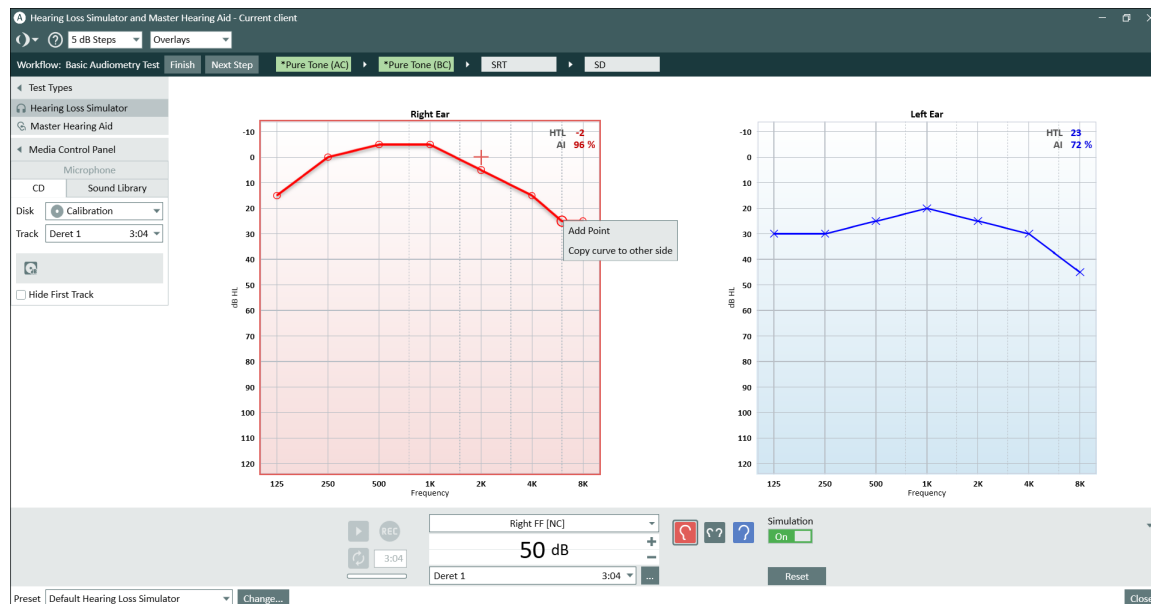 A Hearing Loss Simulator and Master Hearing Aid - Current client
? 5 dB Steps Overlays
Workflow: Basic Audiometry Test Finish Next Step *Pure Tone (AC) *Pure Tone (BC) SRT SD
Test Types
Hearing Loss Simulator
Master Hearing Aid
Media Control Panel
Microphone
CD Sound Library
Disk Calibration
Track Deret 1 3:04
Hide First Track
Right Ear
HTL -2
AI 96 %
-10
0
10
20
30
40
50
60
70
80
90
100
110
120
dB HL
125 250 500 1K 2K 4K 8K
Frequency
Add Point
Copy curve to other side
Left Ear
HTL 23
AI 72 %
-10
0
10
20
30
40
50
60
70
80
90
100
110
120
dB HL
125 250 500 1K 2K 4K 8K
Frequency
REC
3:04
Right FF [NC]
50 dB
+
−
Deret 1 3:04 ...
Simulation
On
Reset
Preset Default Hearing Loss Simulator Change... Close